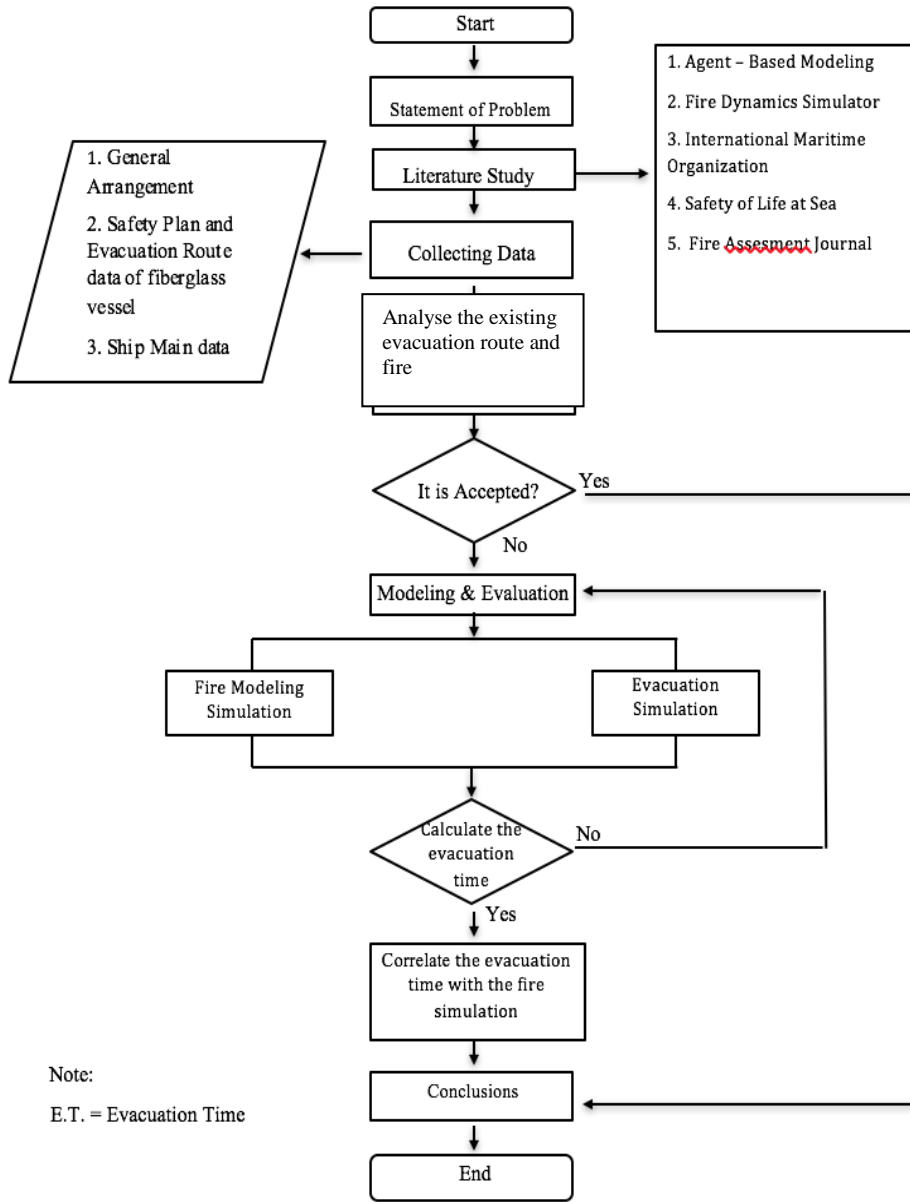 Start
Statement of Problem
Literature Study
1. Agent – Based Modeling
2. Fire Dynamics Simulator
3. International Maritime
Organization
4. Safety of Life at Sea
5. Fire Assesment Journal
Collecting Data
1. General
Arrangement
2. Safety Plan and
Evacuation Route
data of fiberglass
vessel
3. Ship Main data
Analyse the existing
evacuation route and
fire
It is Accepted?
Yes
No
Modeling & Evaluation
Fire Modeling
Simulation
Evacuation
Simulation
Calculate the
evacuation
time
No
Yes
Correlate the evacuation
time with the fire
simulation
Note:
E.T. = Evacuation Time
Conclusions
End